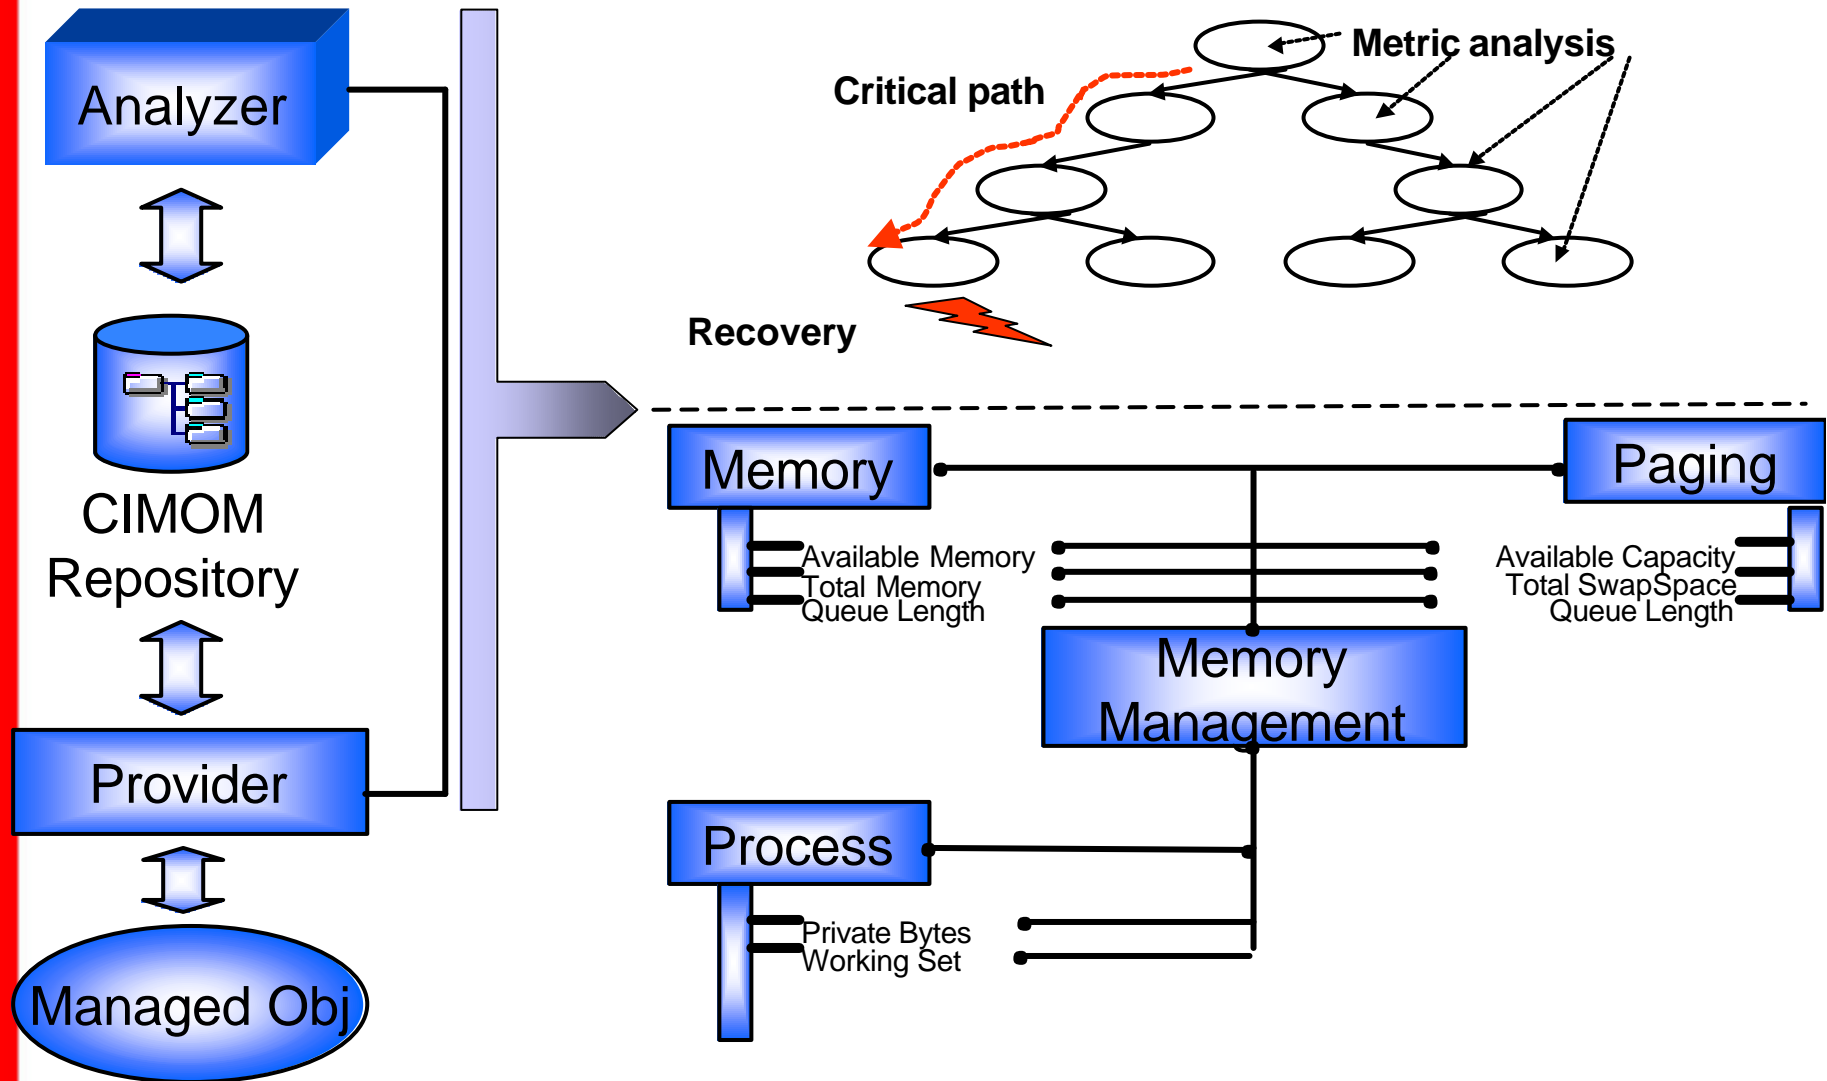 Analyzer
CIMOM
Repository
Provider
Managed Obj
Metric analysis
Critical path
Recovery
Memory
Paging
Available Memory
Total Memory
Queue Length
Available Capacity
Total SwapSpace
Queue Length
Memory
Management
Process
Private Bytes
Working Set